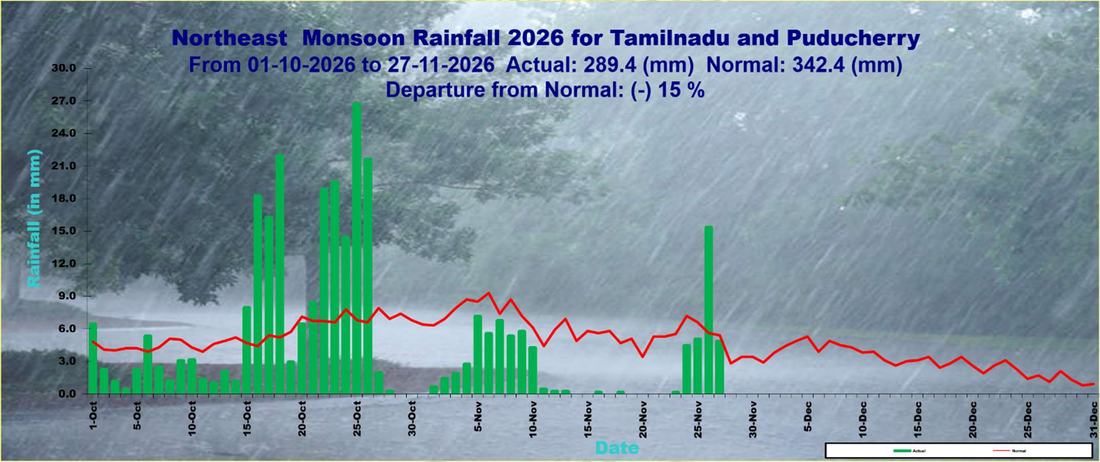 Northeast  Monsoon Rainfall 2026 for Tamilnadu and Puducherry
From 01-10-2026 to 27-11-2026  Actual: 289.4 (mm)  Normal: 342.4 (mm)
Departure from Normal: (-) 15 %
30.0
27.0
24.0
21.0
18.0
15.0
12.0
9.0
6.0
3.0
0.0
Rainfall (in mm)
1-Oct
5-Oct
10-Oct
15-Oct
20-Oct
25-Oct
30-Oct
5-Nov
10-Nov
15-Nov
20-Nov
25-Nov
30-Nov
5-Dec
10-Dec
15-Dec
20-Dec
25-Dec
31-Dec
Date
Actual
Normal